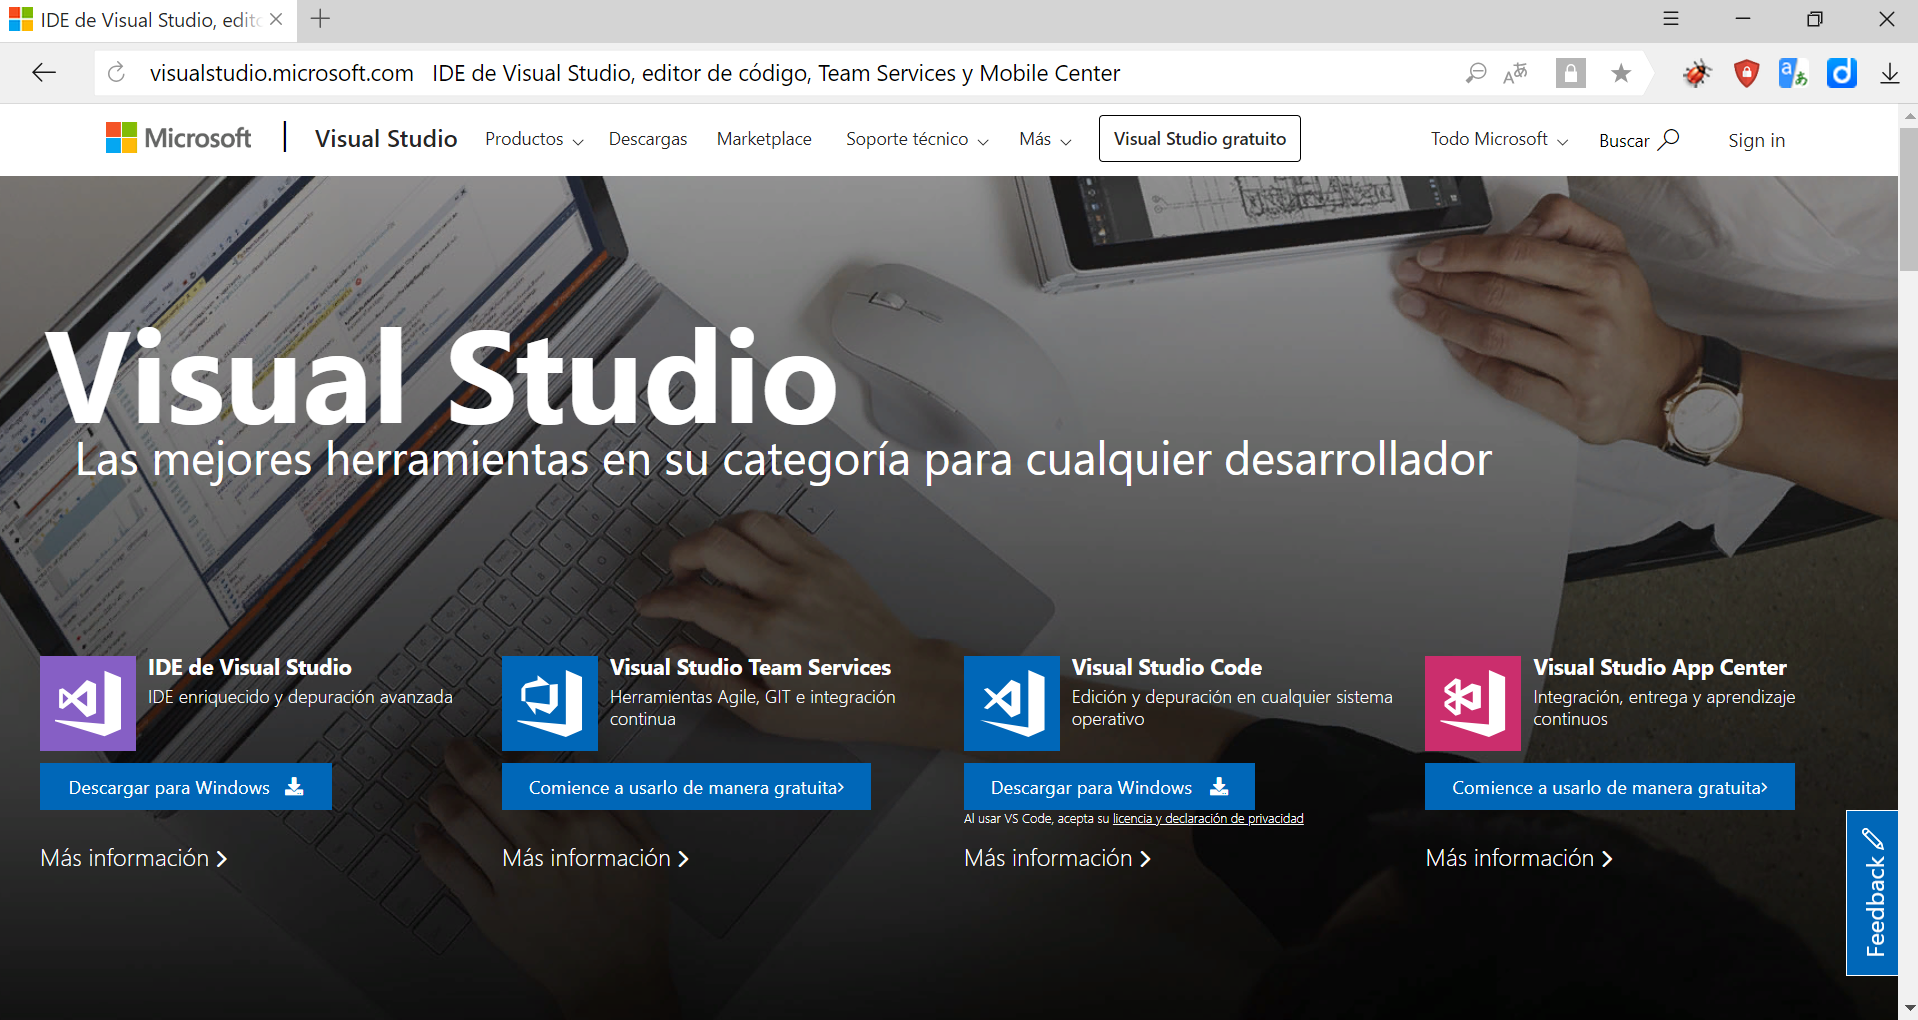 IDE de Visual Studio, edito
visualstudio.microsoft.com IDE de Visual Studio, editor de código, Team Services y Mobile Center
Microsoft
Visual Studio
Productos
Descargas
Marketplace
Soporte técnico
Más
Visual Studio gratuito
Todo Microsoft
Buscar
Sign in
Visual Studio
Las mejores herramientas en su categoría para cualquier desarrollador
IDE de Visual Studio
IDE enriquecido y depuración avanzada
Descargar para Windows
Más información
Visual Studio Team Services
Herramientas Agile, GIT e integración
continua
Comience a usarlo de manera gratuita
Más información
Visual Studio Code
Edición y depuración en cualquier sistema
operativo
Descargar para Windows
Al usar VS Code, acepta su licencia y declaración de privacidad
Más información
Visual Studio App Center
Integración, entrega y aprendizaje
continuos
Comience a usarlo de manera gratuita
Más información
Feedback